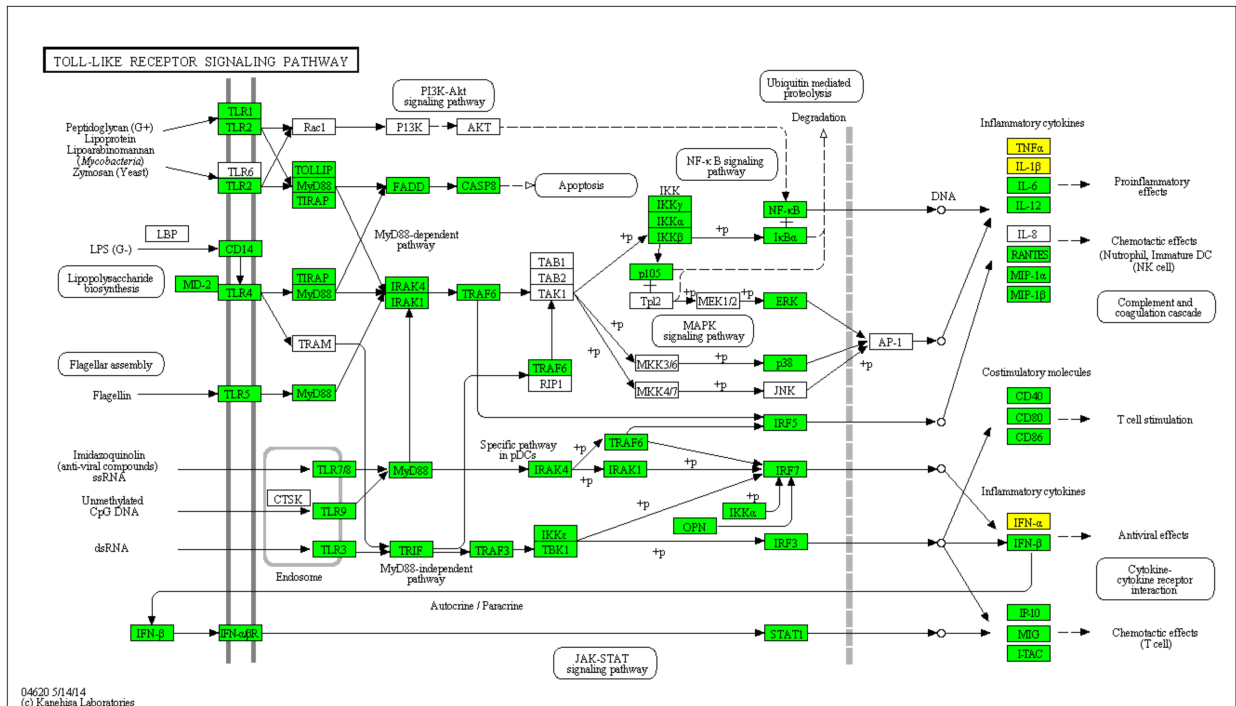 TOLL-LIKE RECEPTOR SIGNALING PATHWAY
PI3K-Akt
signaling pathway
Ubiquitin mediated
proteolysis
Degradation
Inflammatory cytokines
TLR1
TLR2
Peptidoglycan (G+)
Lipoprotein
Lipoarabinomannan
(Mycobacteria)
Zymosan (Yeast)
Rac1
P13K
AKT
TLR6
TLR2
TOLLIP
MyD88
TIRAP
FADD
CASP8
Apoptosis
NF-κ B signaling
pathway
IKK
IKKγ
IKKα
IKKβ
NF-κB
IκBα
+p
+p
DNA
TNFα
IL-1β
IL-6
IL-12
Proinflammatory
effects
LBP
LPS (G-)
CD14
MyD88-dependent
pathway
IL-8
RANTES
MIP-1α
MIP-1β
Chemotactic effects
(Nutrophil, Immature DC
(NK cell)
Lipopolysaccharide
biosynthesis
MD-2
TLR4
TIRAP
MyD88
IRAK4
IRAK1
TRAF6
TAB1
TAB2
TAK1
p105
Tpl2
+p
MEK1/2
+p
ERK
Complement and
coagulation cascade
TRAM
MAPK
signaling pathway
+p
+p
AP-1
+p
Flagellar assembly
TRAF6
RIP1
MKK3/6
+p
p38
MKK4/7
+p
JNK
Flagellin
TLR5
MyD88
Costimulatory molecules
CD40
CD80
CD86
T cell stimulation
IRF5
Imidazoquinolin
(anti-viral compounds)
ssRNA
TLR7/8
MyD88
Specific pathway
in pDCs
IRAK4
+p
+p
TRAF6
IRAK1
+p
IRF7
Unmethylated
CpG DNA
CTSK
TLR9
+p
+p
IKKα
OPN
Inflammatory cytokines
IFN-α
IFN-β
Antiviral effects
dsRNA
TLR3
TRIF
TRAF3
IKKε
TBK1
+p
IRF3
Endosome
MyD88-independent
pathway
Cytokine-
cytokine receptor
interaction
Autocrine / Paracrine
IFN-β
IFN-αβR
STAT1
IP-10
MIG
I-TAC
Chemotactic effects
(T cell)
JAK-STAT
signaling pathway
04620 5/14/14
(c) Kanehisa Laboratories